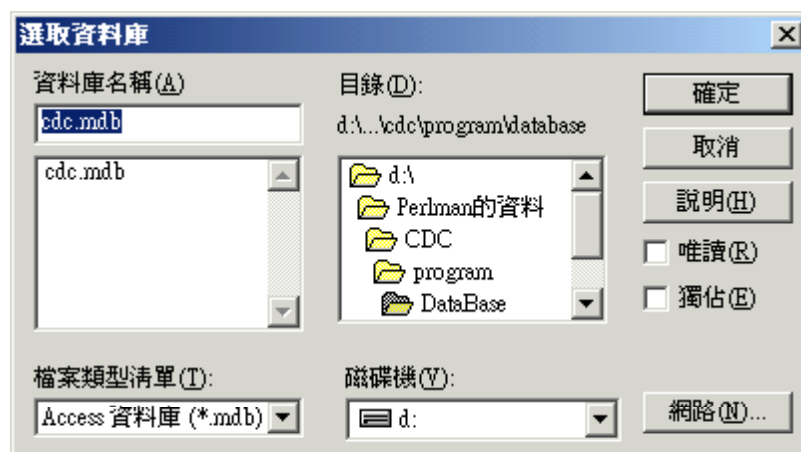 選取資料庫
資料庫名稱(A)
cdc.mdb
cdc.mdb
目錄(D):
d:\...\cdc\program\database
d:\
Perlman的資料
CDC
program
DataBase
確定
取消
說明(H)
唯讀(R)
獨佔(E)
檔案類型清單(T):
Access 資料庫 (*.mdb)
磁碟機(V):
d:
網路(N)...